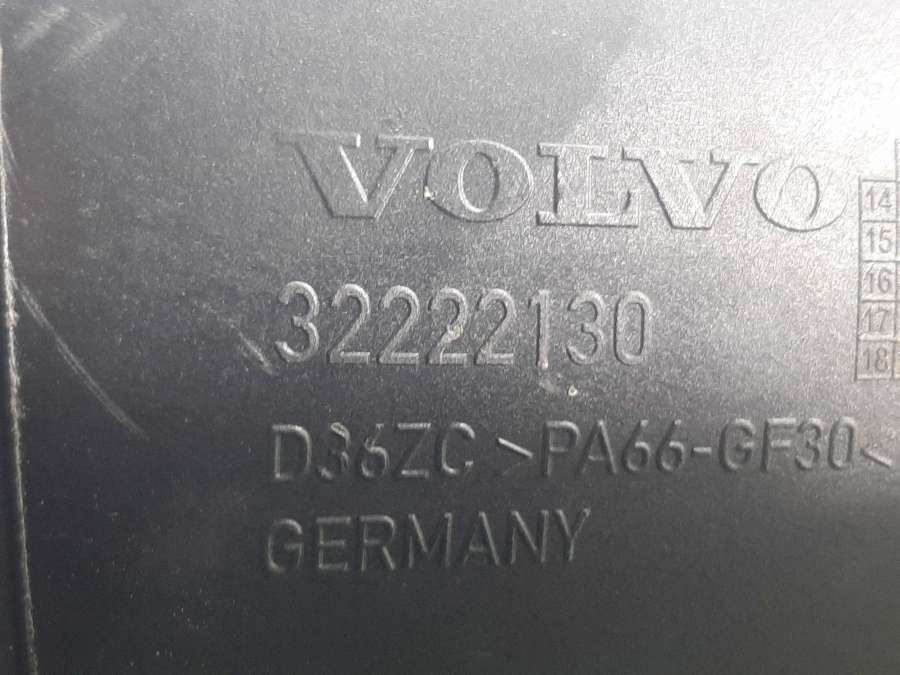 VOLVO
32222130
D36ZC >PA66-GF30<
GERMANY
14
15
16
17
18